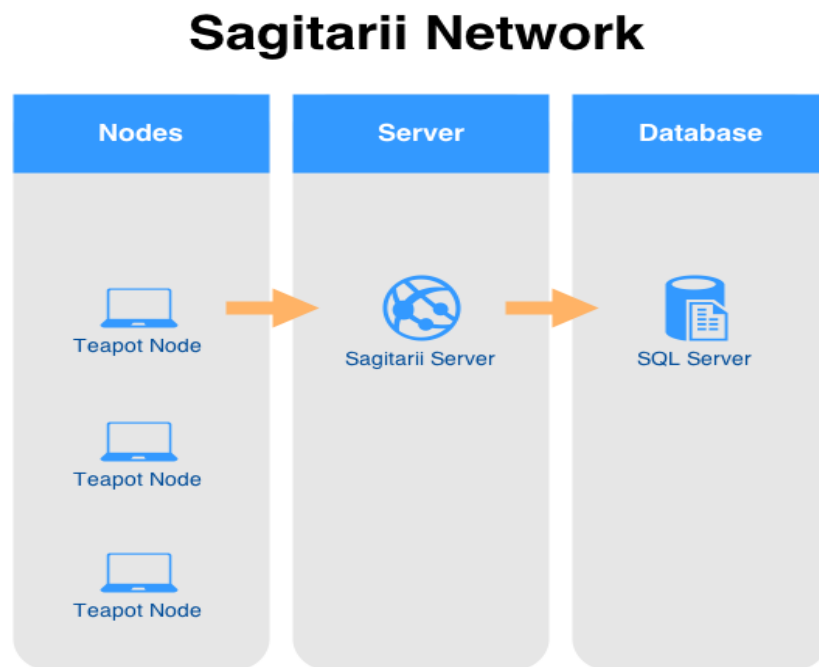 Sagitarii Network
Nodes
Server
Database
Teapot Node
Sagitarii Server
SQL Server
Teapot Node
Teapot Node